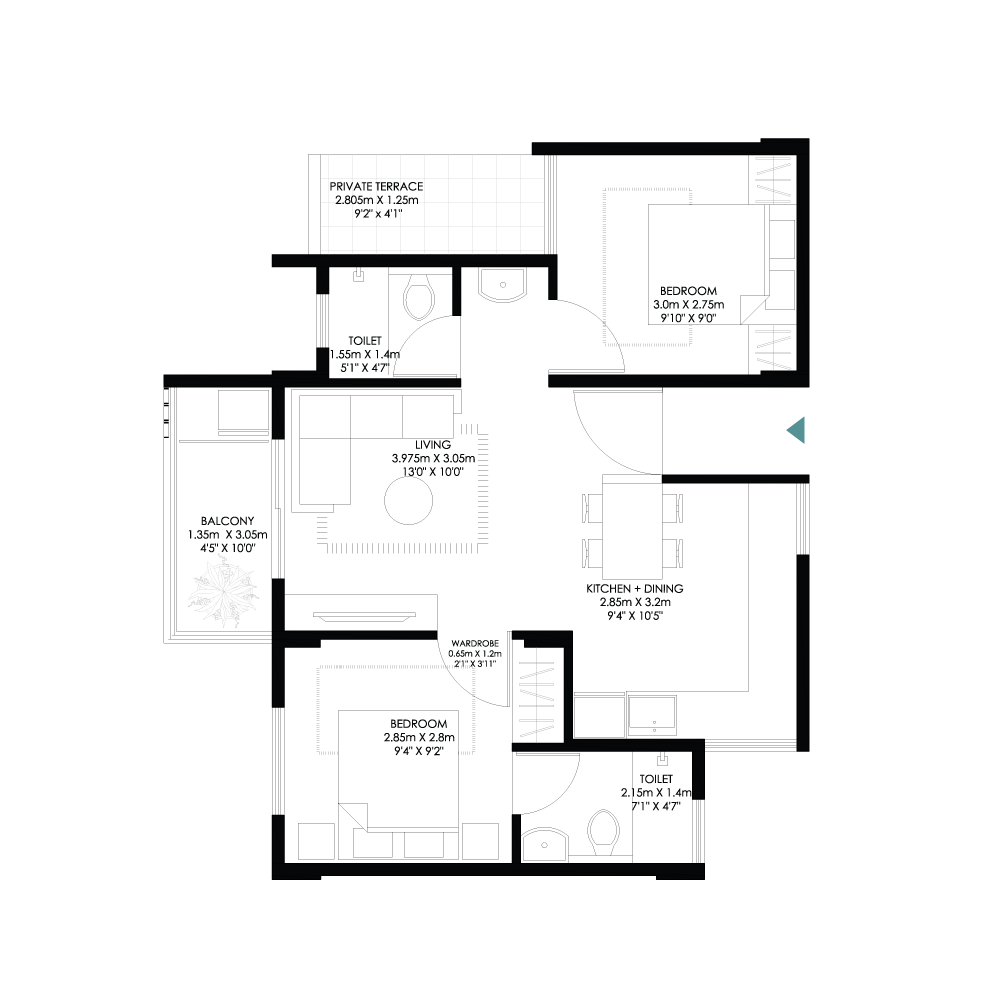 PRIVATE TERRACE
2.805m X 1.25m
9'2" x 4'1"
BEDROOM
3.0m X 2.75m
9'10" X 9'0"
TOILET
1.55m X 1.4m
5'1" X 4'7"
LIVING
3.975m X 3.05m
13'0" X 10'0"
BALCONY
1.35m X 3.05m
4'5" X 10'0"
KITCHEN + DINING
2.85m X 3.2m
9'4" X 10'5"
WARDROBE
0.65m X 1.2m
2'1" X 3'11"
BEDROOM
2.85m X 2.8m
9'4" X 9'2"
TOILET
2.15m X 1.4m
7'1" X 4'7"